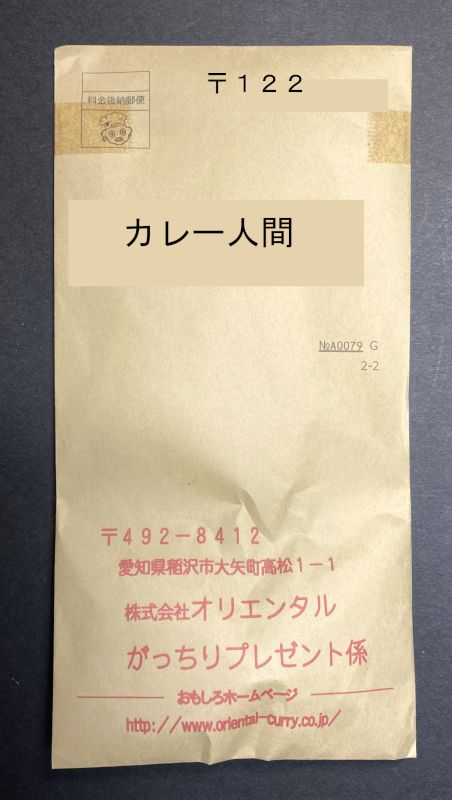 〒122
料金後納郵便
カレー人間
№A0079 G
2-2
〒492-8412
愛知県稲沢市大矢町高松1-1
株式会社オリエンタル
がっちりプレゼント係
おもしろホームページ
http://www.oriental-curry.co.jp/